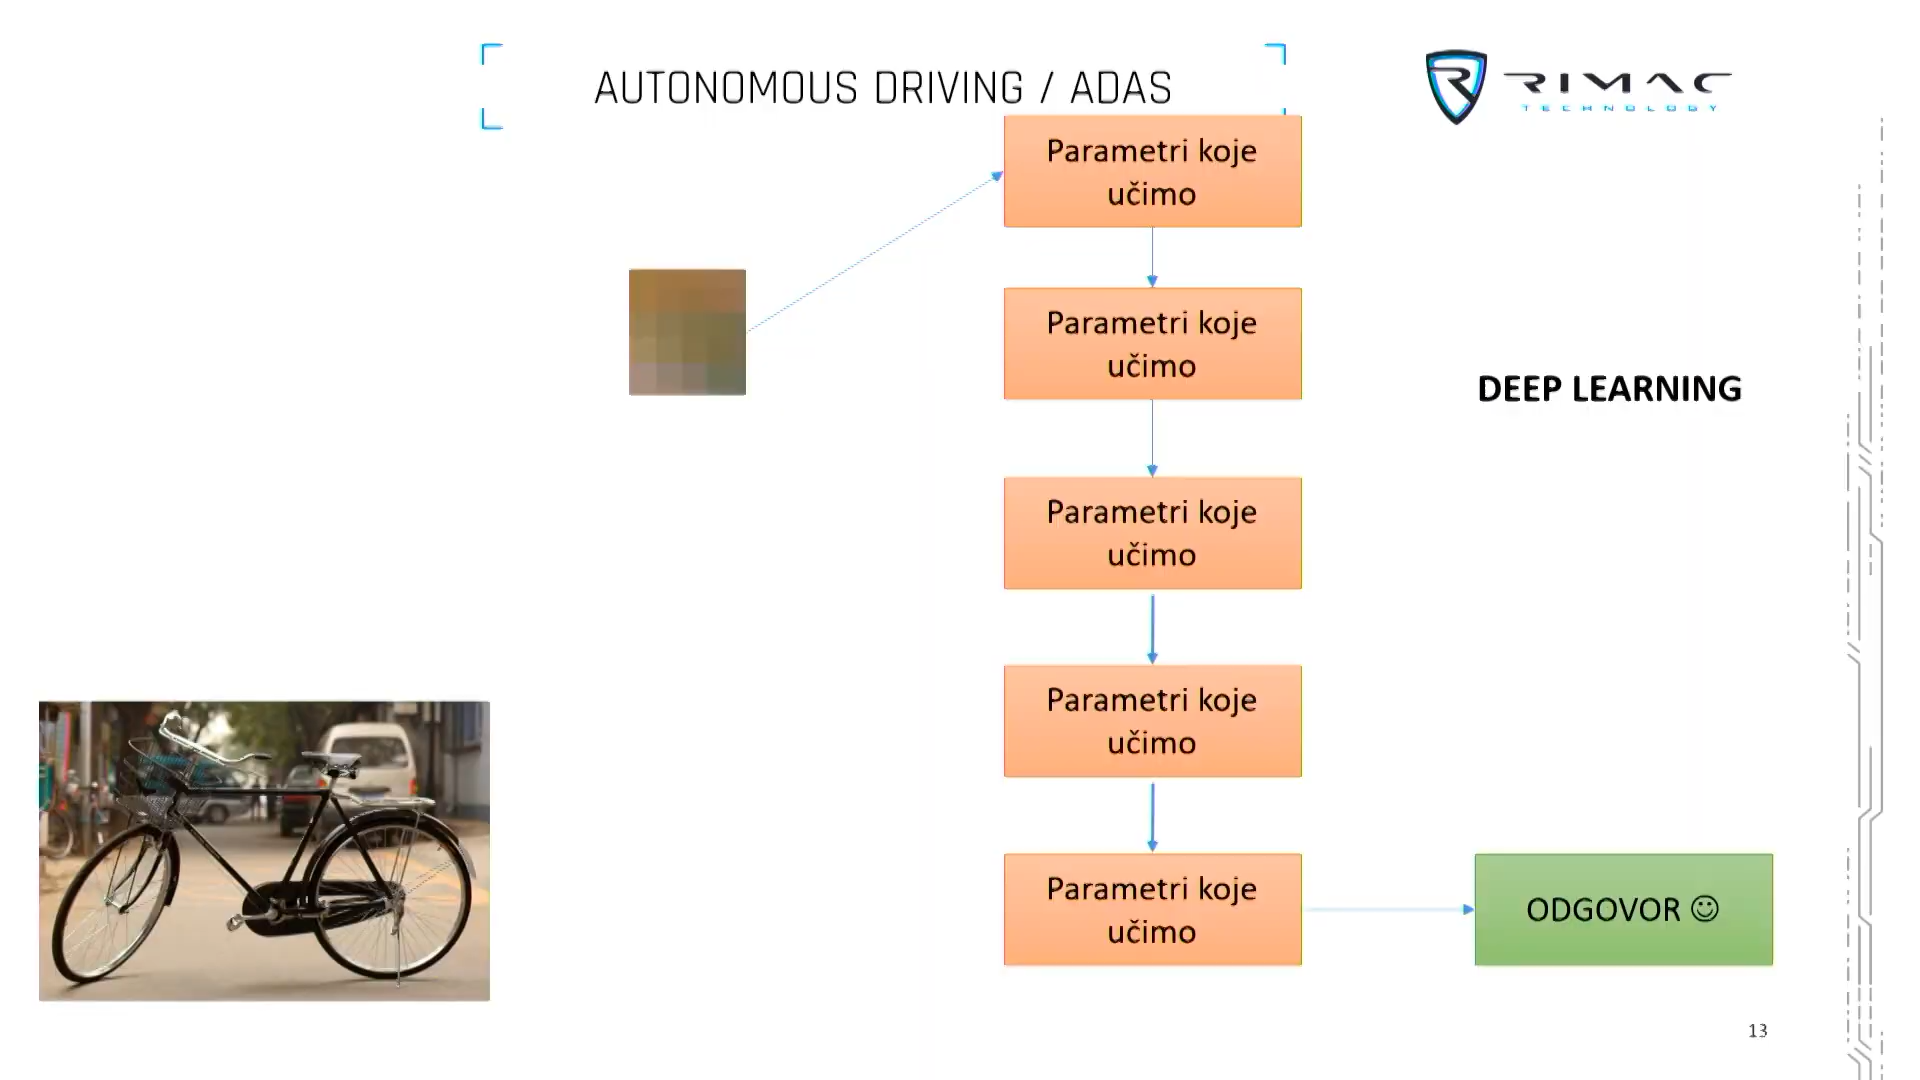 AUTONOMOUS DRIVING / ADAS
RIMAC
TECHNOLOGY
Parametri koje
učimo
Parametri koje
učimo
DEEP LEARNING
Parametri koje
učimo
Parametri koje
učimo
Parametri koje
učimo
ODGOVOR ☺
13